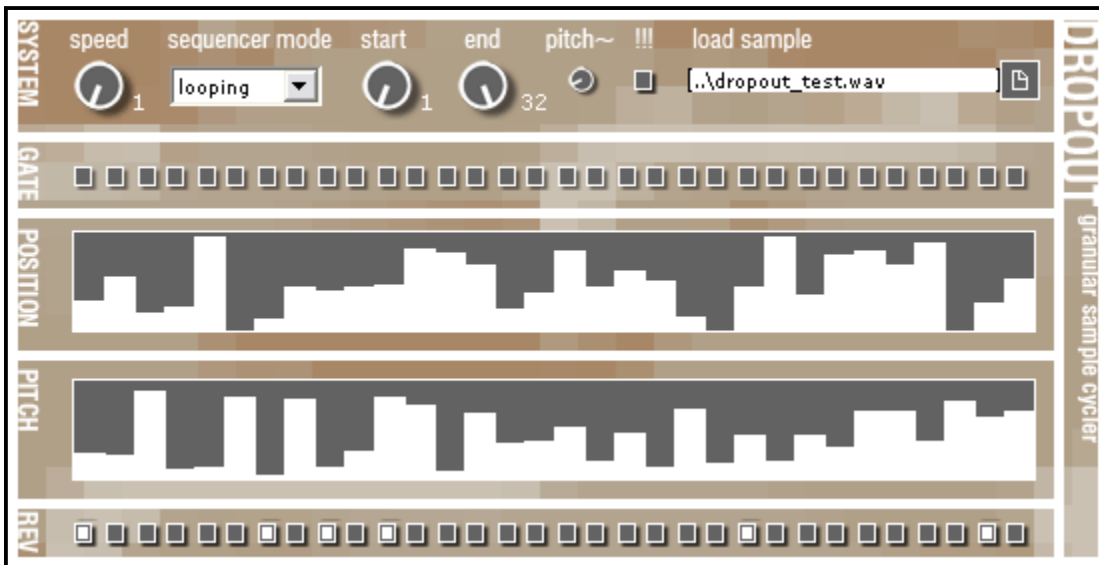 SYSTEM
speed
sequencer mode
start
end
pitch~
!!!
load sample
1
looping
1
32
..\dropout_test.wav
GATE
POSITION
PITCH
REV
DROPOUT
granular sample cycler